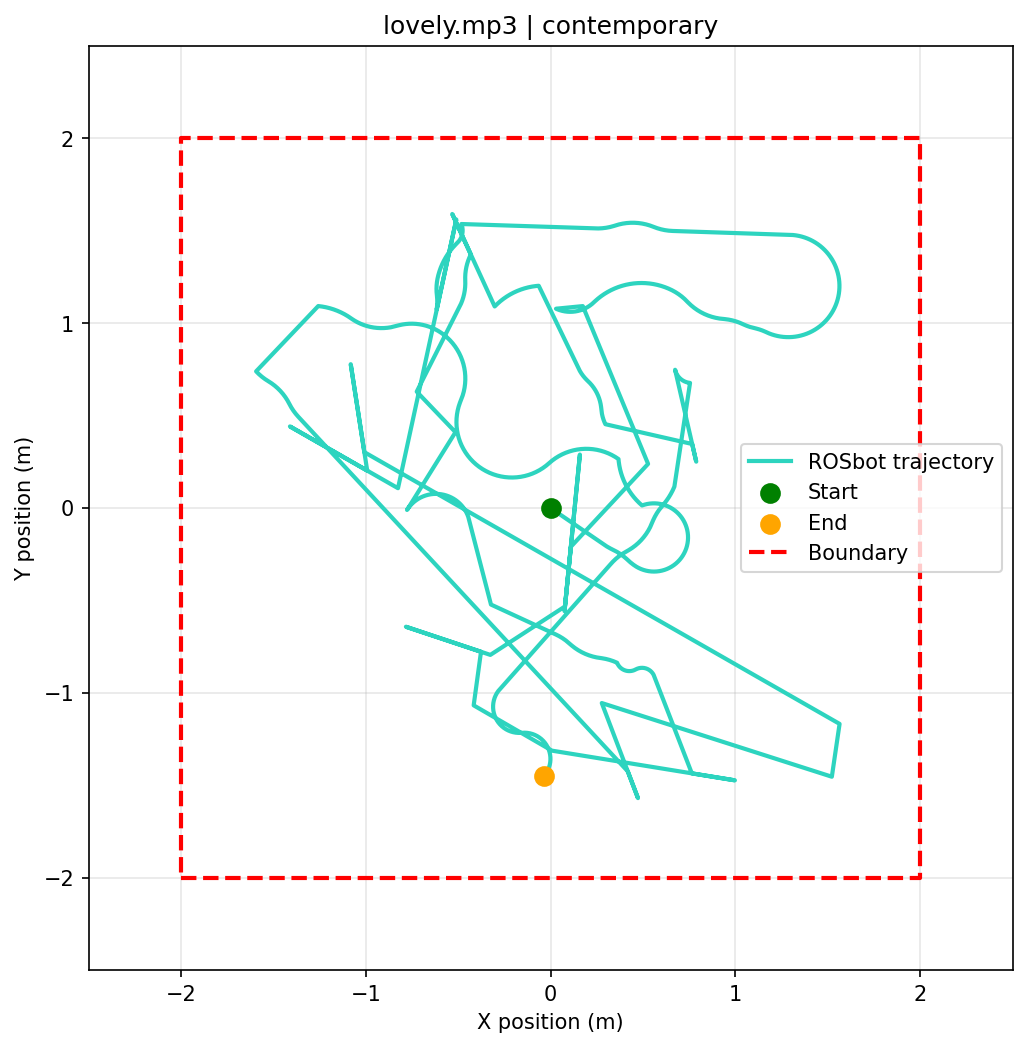 lovely.mp3 | contemporary
2
1
0
−1
−2
Y position (m)
ROSbot trajectory
Start
End
Boundary
−2
−1
0
1
2
X position (m)